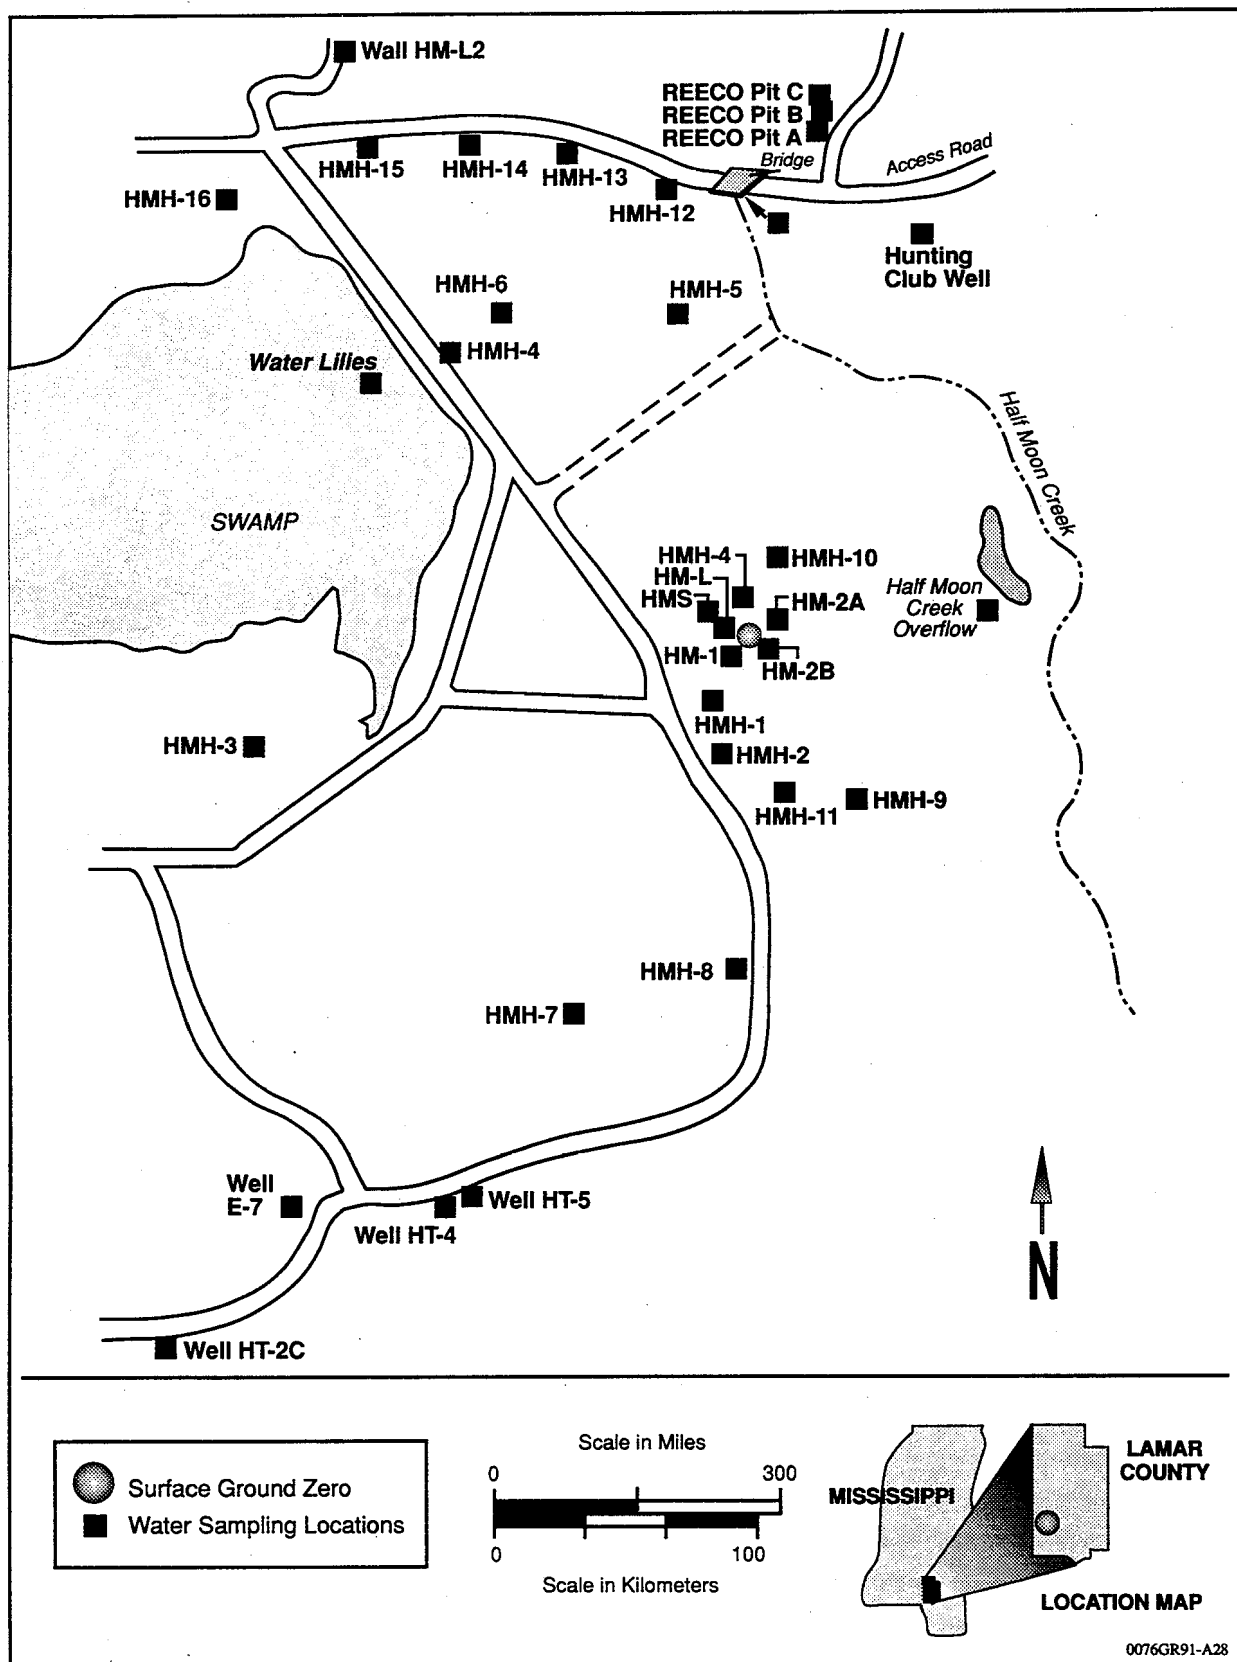 Wall HM-L2
REECO Pit C
REECO Pit B
REECO Pit A
Bridge
Access Road
HMH-15
HMH-14
HMH-13
HMH-16
HMH-12
Hunting
Club Well
HMH-6
HMH-5
HMH-4
Water Lilies
Half Moon Creek
SWAMP
HMH-4
HMH-10
HM-L
HMS
HM-2A
Half Moon
Creek
Overflow
HM-1
HM-2B
HMH-1
HMH-3
HMH-2
HMH-11
HMH-9
HMH-8
HMH-7
Well
E-7
Well HT-5
Well HT-4
N
Well HT-2C
Surface Ground Zero
Water Sampling Locations
Scale in Miles
0 300
0 100
Scale in Kilometers
MISSISSIPPI
LAMAR
COUNTY
LOCATION MAP
0076GR91-A28